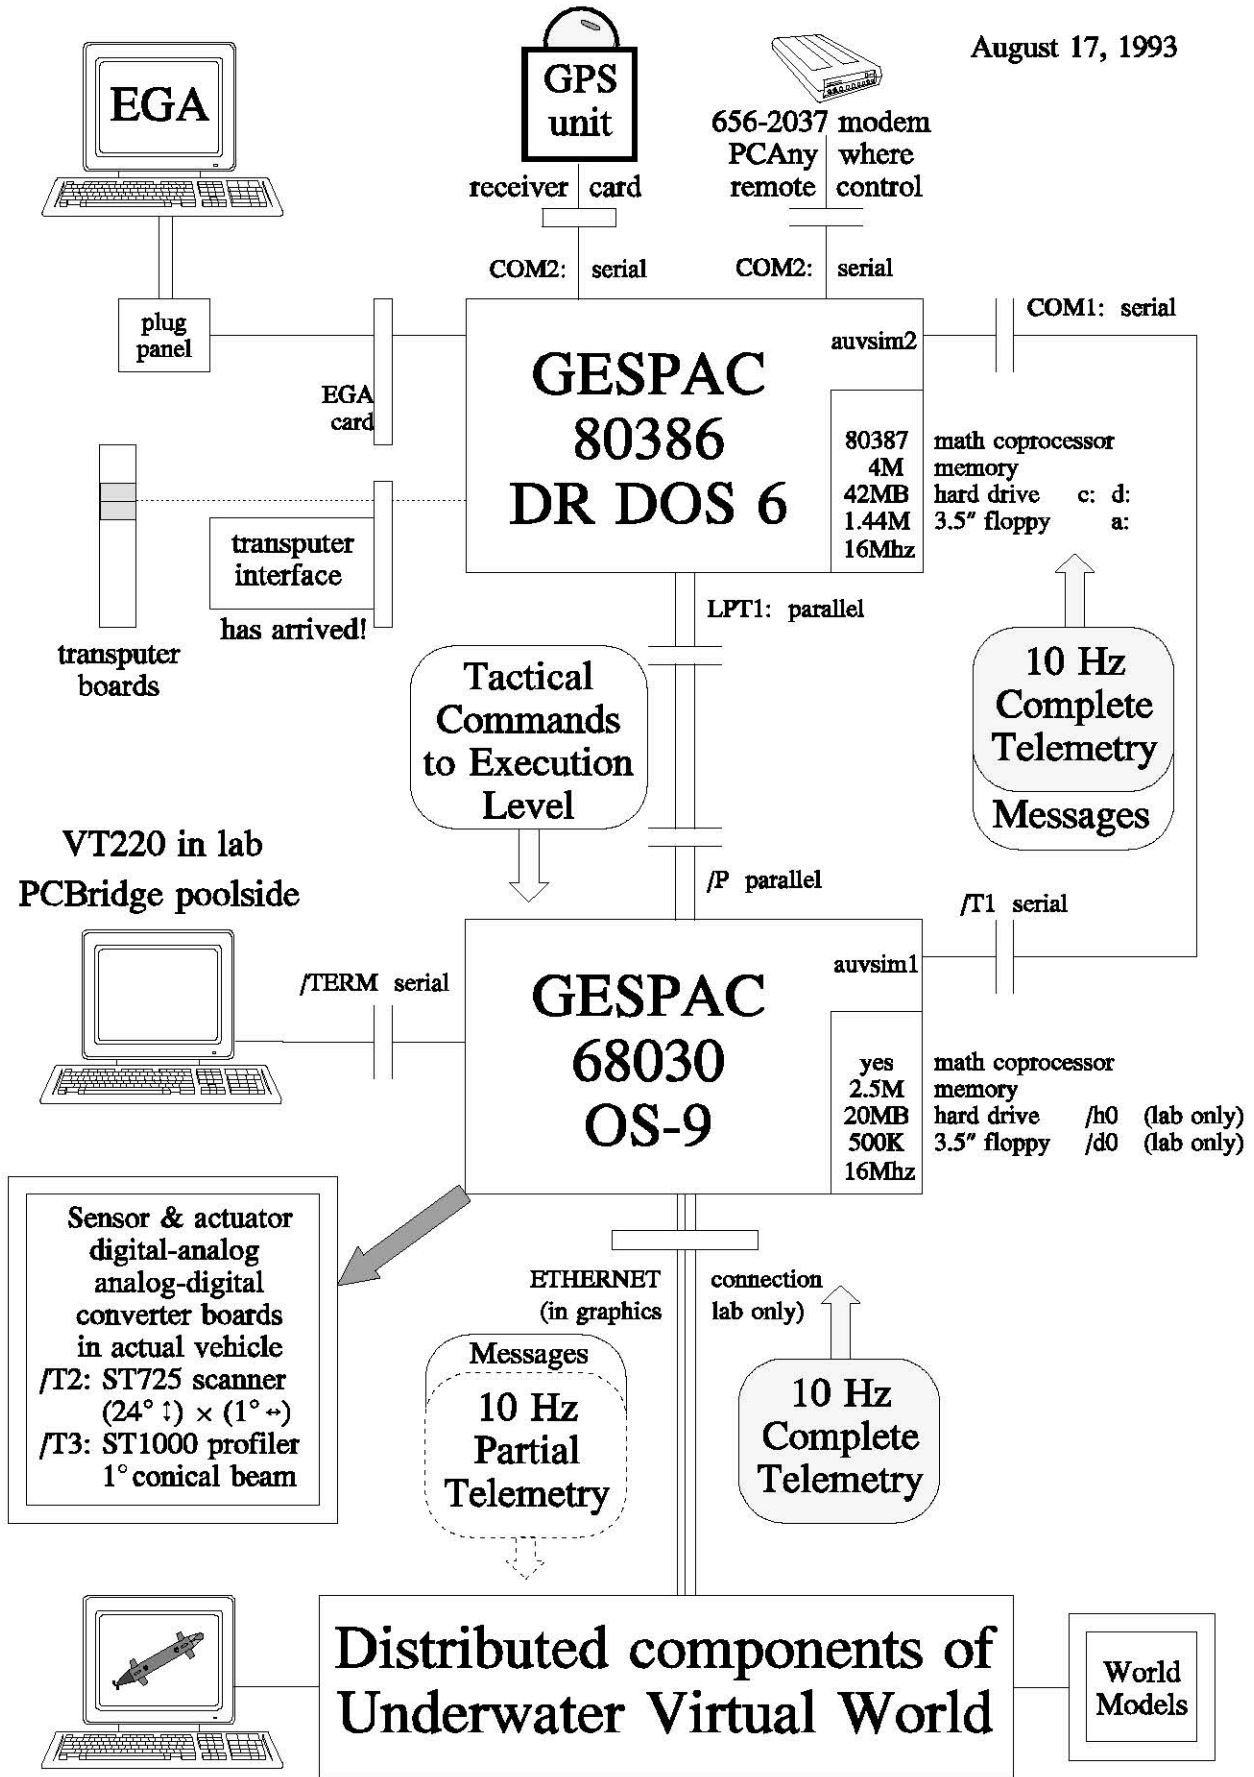 August 17, 1993
EGA
GPS
unit
656-2037 modem
PCAny where
remote control
receiver card
COM2: serial
COM2: serial
COM1: serial
plug
panel
EGA
card
auvsim2
GESPAC
80386
DR DOS 6
80387 math coprocessor
4M memory
42MB hard drive c: d:
1.44M 3.5" floppy a:
16Mhz
transputer
interface
has arrived!
transputer
boards
LPT1: parallel
Tactical
Commands
to Execution
Level
10 Hz
Complete
Telemetry
Messages
VT220 in lab
PCBridge poolside
/P parallel
/T1 serial
/TERM serial
auvsim1
GESPAC
68030
OS-9
yes math coprocessor
2.5M memory
20MB hard drive /h0 (lab only)
500K 3.5" floppy /d0 (lab only)
16Mhz
Sensor & actuator
digital-analog
analog-digital
converter boards
in actual vehicle
/T2: ST725 scanner
(24° ↕) × (1° ↔)
/T3: ST1000 profiler
1° conical beam
ETHERNET connection
(in graphics lab only)
Messages
10 Hz
Partial
Telemetry
10 Hz
Complete
Telemetry
Distributed components of
Underwater Virtual World
World
Models